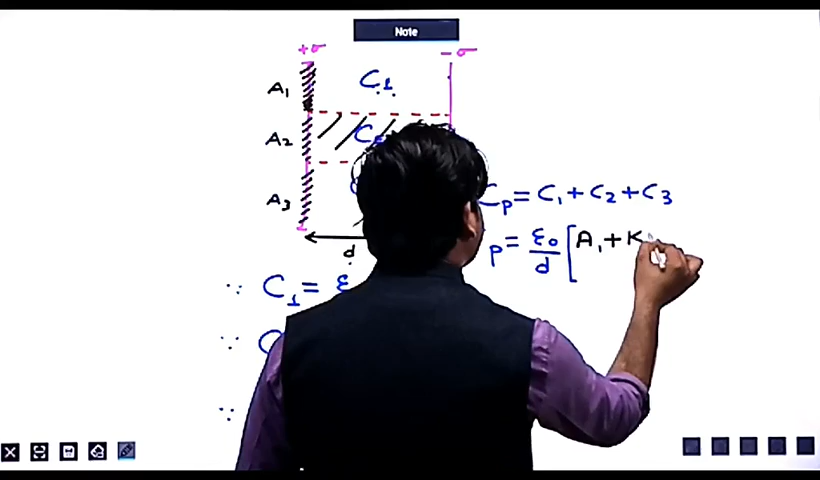 Note
+σ -σ
A₁ C₁
A₂
A₃
Cₚ = C₁ + C₂ + C₃
ₚ = ε₀/d [A₁ + K
d
∵ C₁ = ε
∵
∵